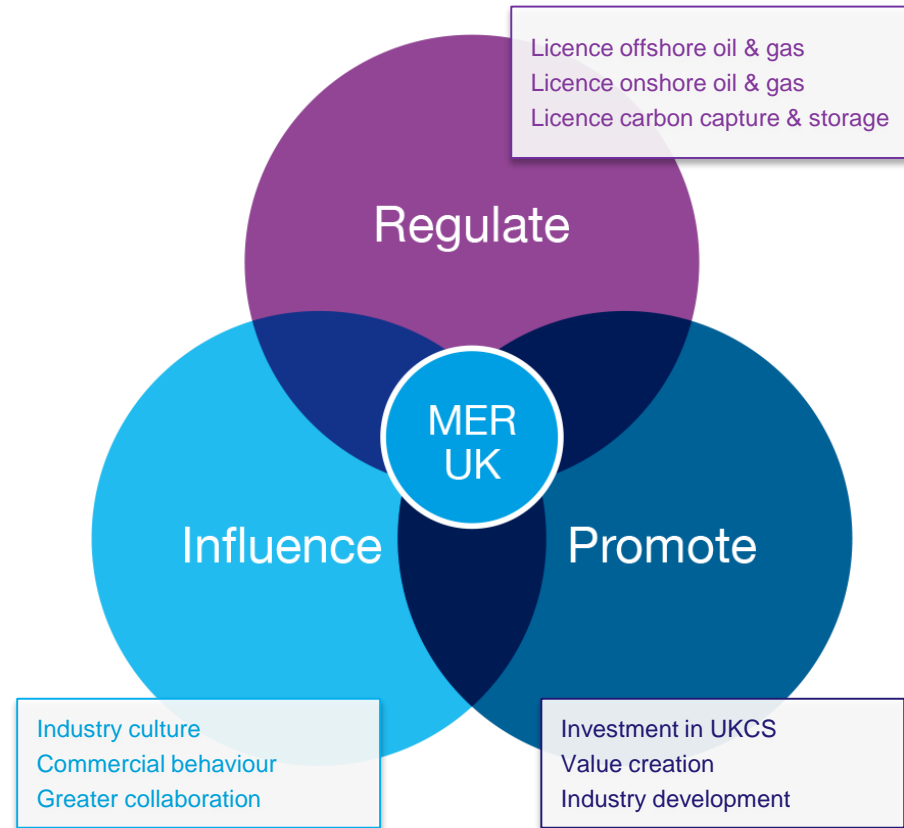 Licence offshore oil & gas
Licence onshore oil & gas
Licence carbon capture & storage
Regulate
MER
UK
Influence
Promote
Industry culture
Commercial behaviour
Greater collaboration
Investment in UKCS
Value creation
Industry development